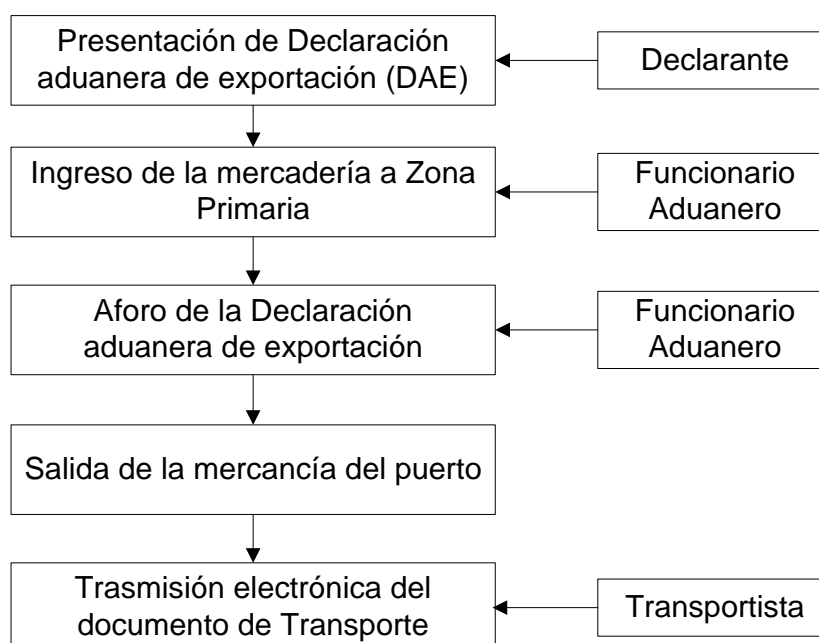 Presentación de Declaración
aduanera de exportación (DAE)
Declarante
Ingreso de la mercadería a Zona
Primaria
Funcionario
Aduanero
Aforo de la Declaración
aduanera de exportación
Funcionario
Aduanero
Salida de la mercancía del puerto
Trasmisión electrónica del
documento de Transporte
Transportista